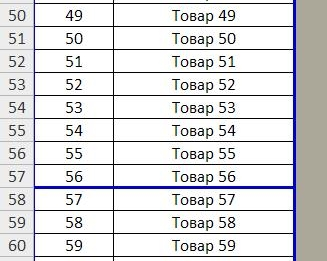 50 49 Товар 49
51 50 Товар 50
52 51 Товар 51
53 52 Товар 52
54 53 Товар 53
55 54 Товар 54
56 55 Товар 55
57 56 Товар 56
58 57 Товар 57
59 58 Товар 58
60 59 Товар 59